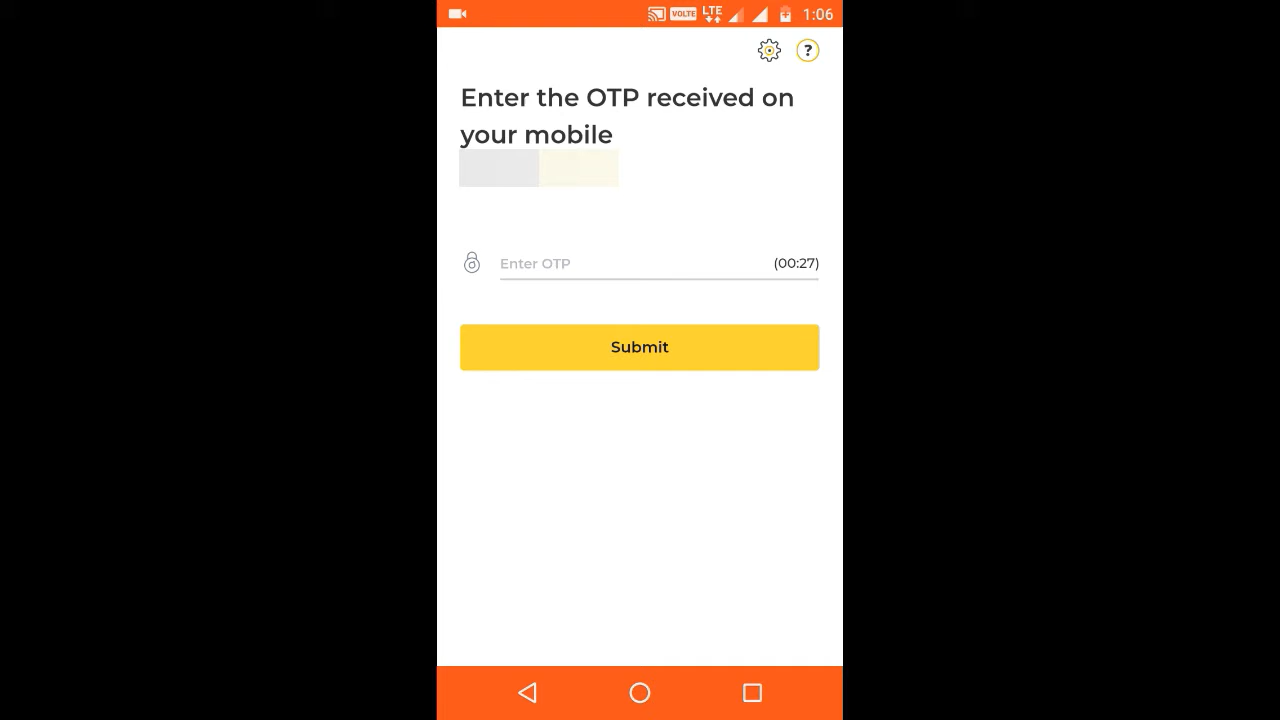 VOLTE LTE 1:06
?
Enter the OTP received on
your mobile
Enter OTP (00:27)
Submit